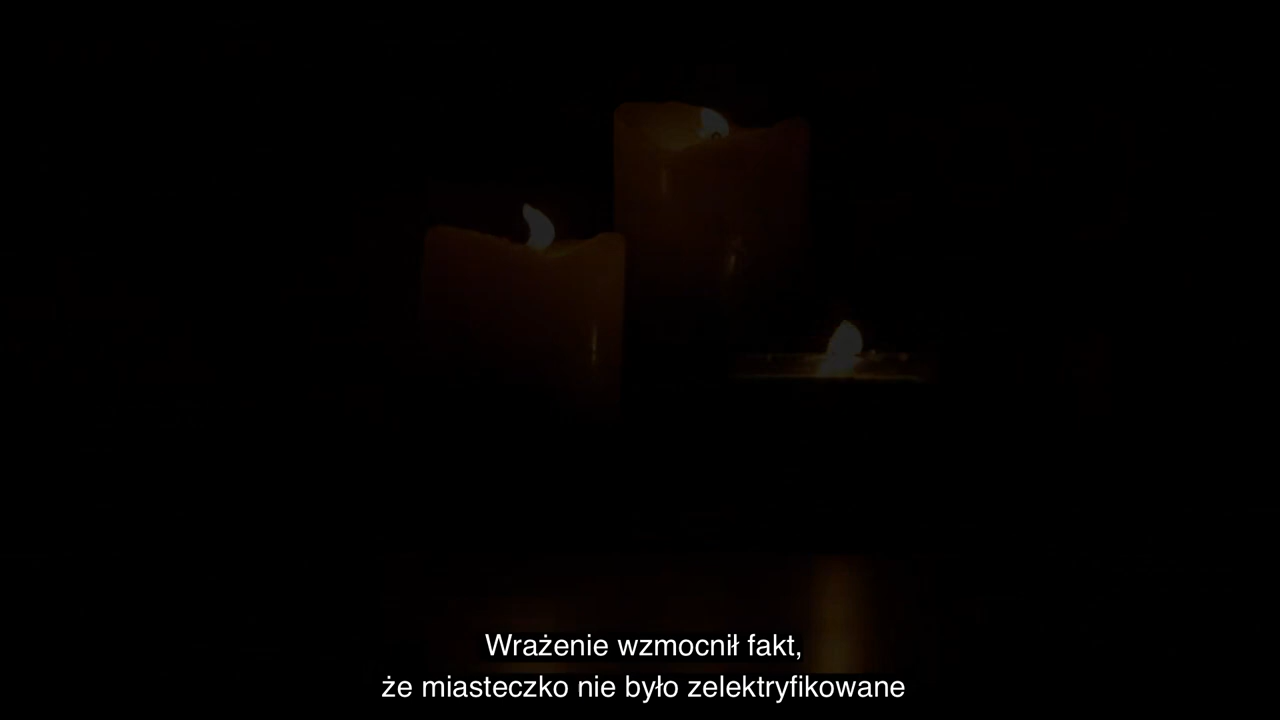 Wrażenie wzmocnił fakt,
że miasteczko nie było zelektryfikowane